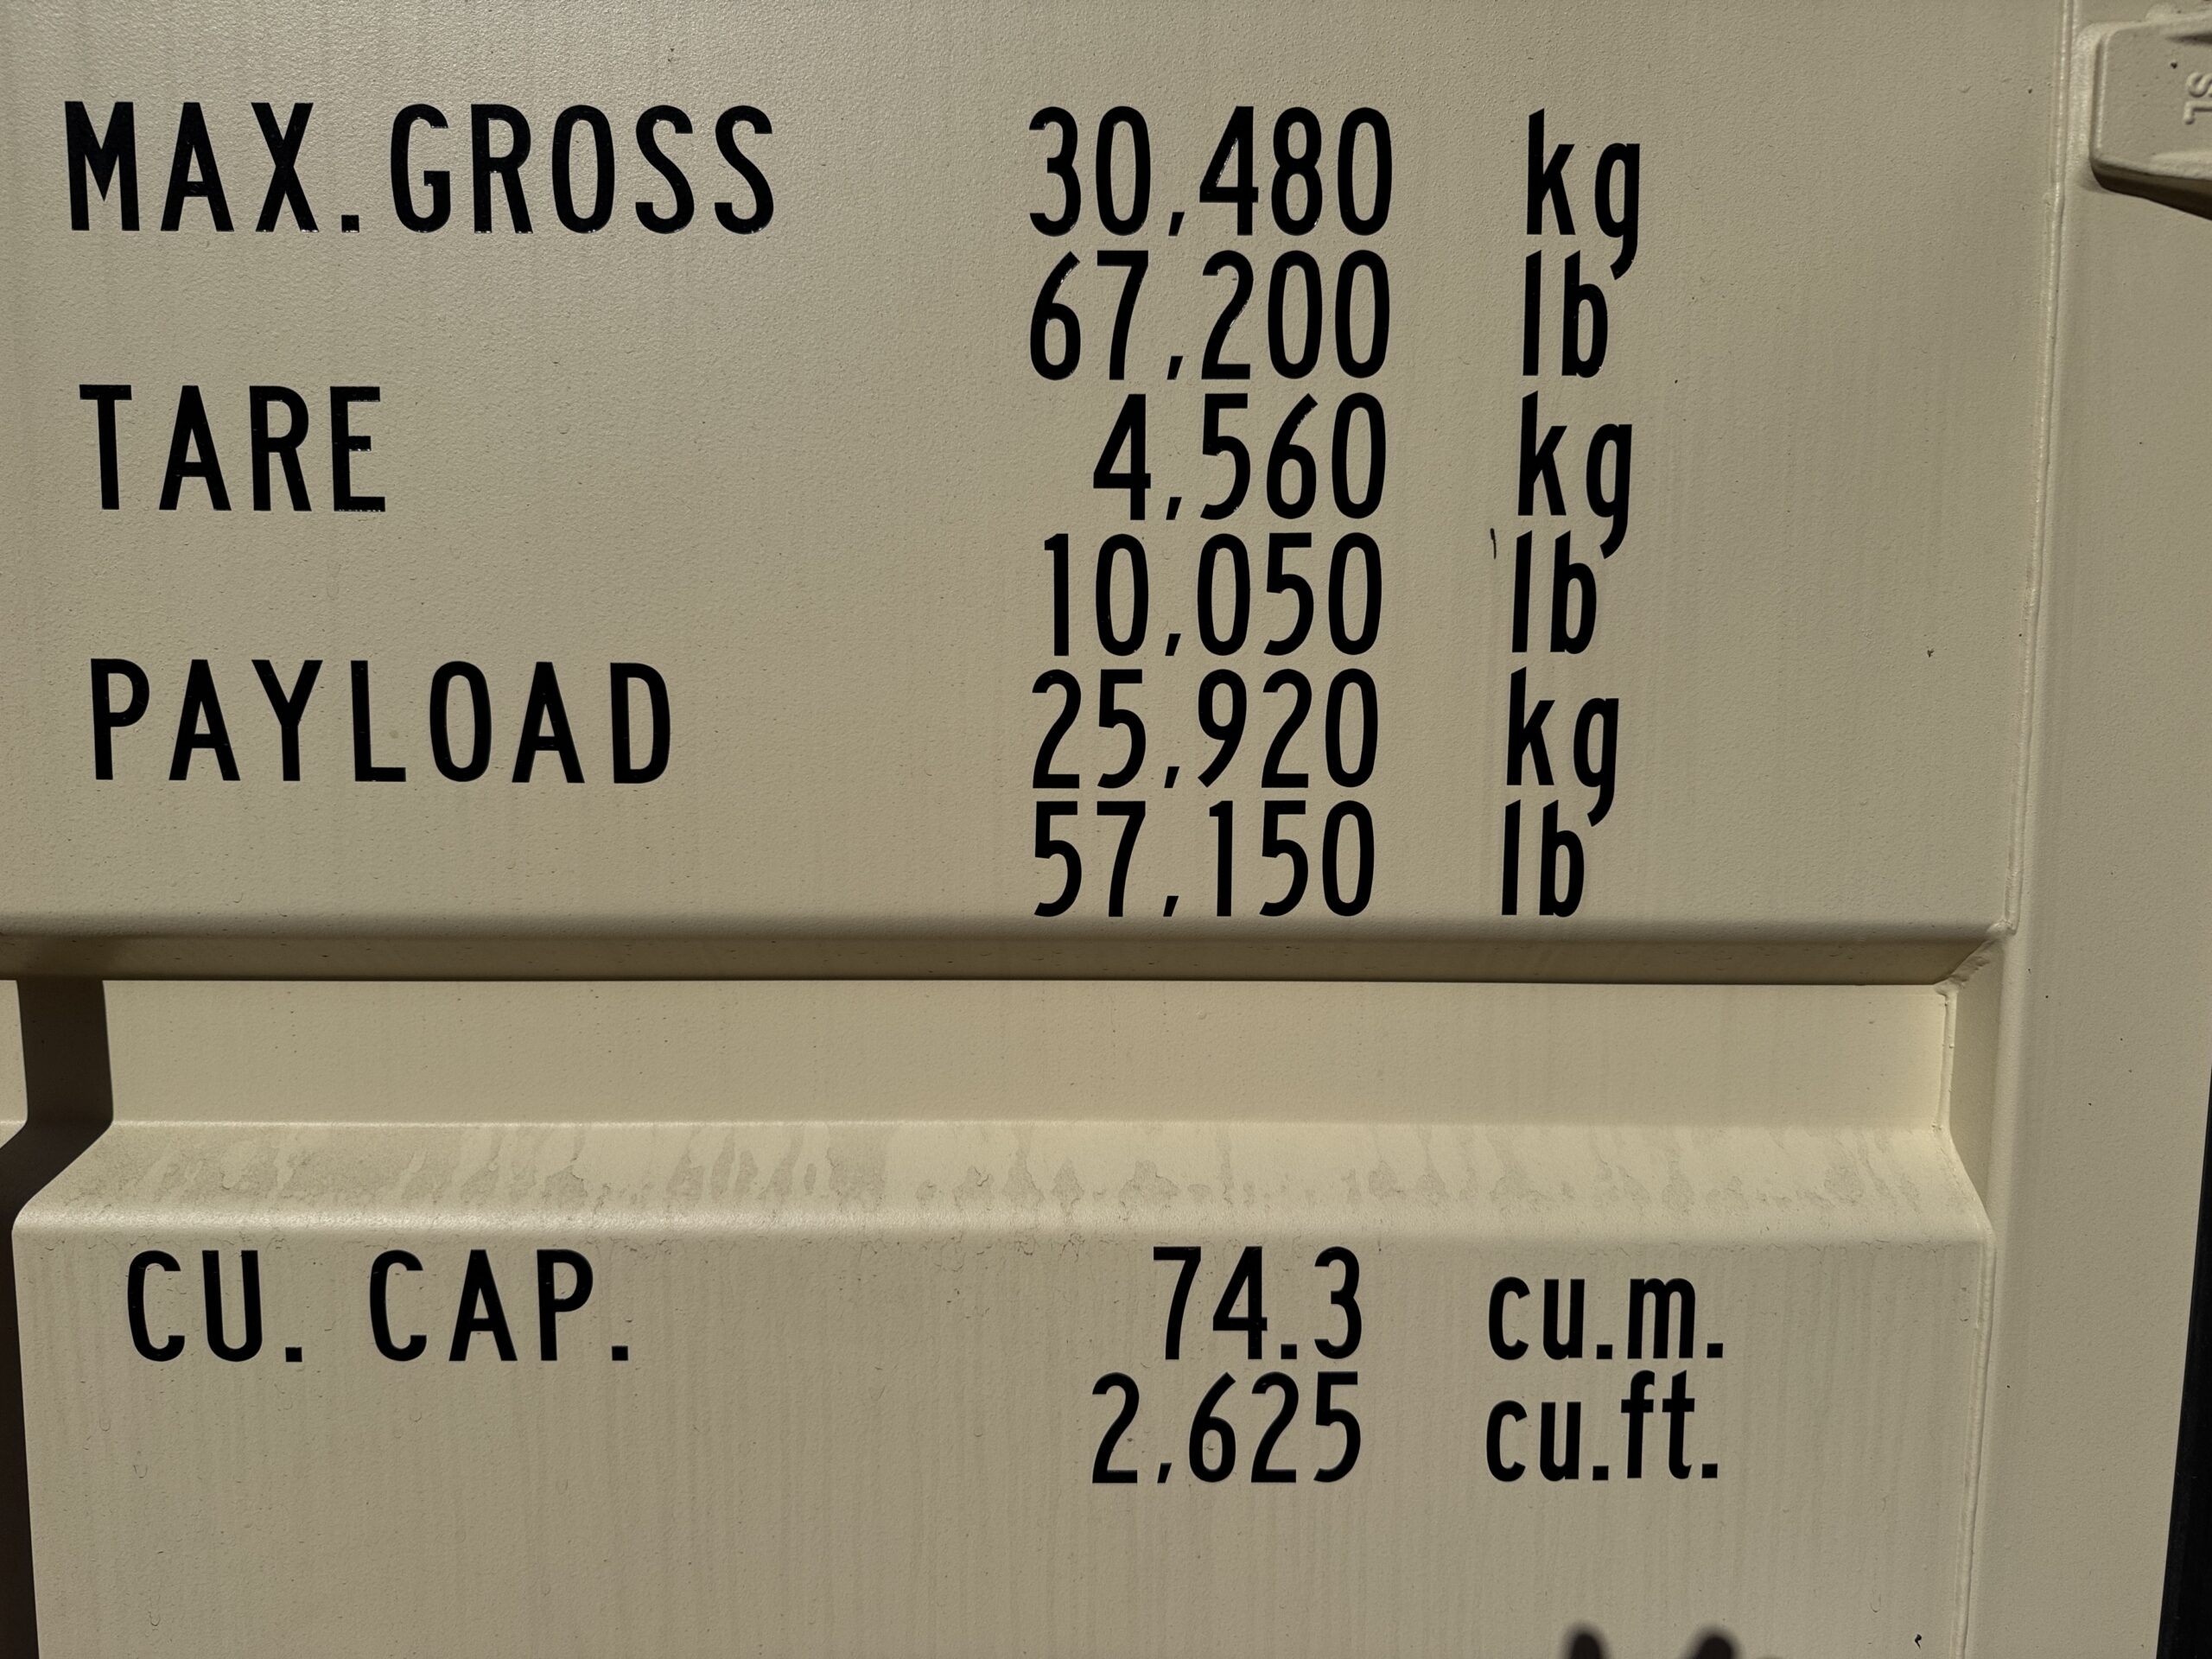 MAX.GROSS 30,480 kg
67,200 lb
TARE 4,560 kg
10,050 lb
PAYLOAD 25,920 kg
57,150 lb
CU. CAP. 74.3 cu.m.
2,625 cu.ft.